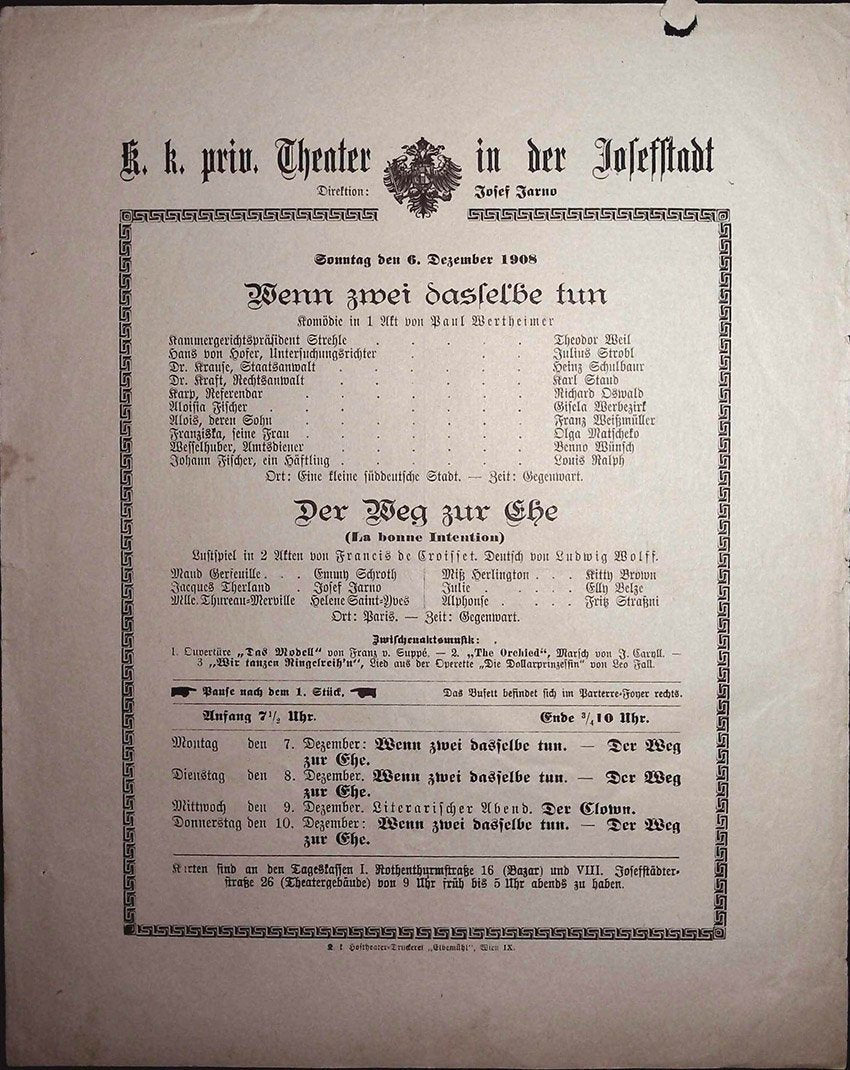 K. k. priv. Theater in der Josefstadt
Direktion: Josef Jarno
Sonntag den 6. Dezember 1908
Wenn zwei dasselbe tun
Komödie in 1 Akt von Paul Wertheimer
Kammergerichtspräsident Strehle . . . . . Theodor Weil
Hans von Hofer, Untersuchungsrichter . . . . Julius Strobl
Dr. Krause, Staatsanwalt . . . . . . Heinz Schulbaur
Dr. Kraft, Rechtsanwalt . . . . . . Karl Staud
Karp, Referendar . . . . . . . Richard Oswald
Aloisia Fischer . . . . . . . . Gisela Werbezirk
Alois, deren Sohn . . . . . . . Franz Weißmüller
Franziska, seine Frau . . . . . . . Olga Matscheko
Wesselhuber, Amtsdiener . . . . . . Benno Wünsch
Johann Fischer, ein Häftling . . . . . . Louis Ralph
Ort: Eine kleine süddeutsche Stadt. — Zeit: Gegenwart.
Der Weg zur Ehe
(La bonne Intention)
Lustspiel in 2 Akten von Francis de Croisset. Deutsch von Ludwig Wolff.
Maud Gerfeuille . . . Emmy Schroth Miß Herlington . . . Kitty Brown
Jacques Therland . . Josef Jarno Julie . . . . . Elly Belze
Mlle. Thureau-Merville Helene Saint-Yves Alphonse . . . . Fritz Straßni
Ort: Paris. — Zeit: Gegenwart.
Zwischenaktsmusik:
1. Ouvertüre „Das Modell" von Franz v. Suppé. — 2. „The Orchied", Marsch von J. Caryll. —
3 „Wir tanzen Ringelreih'n", Lied aus der Operette „Die Dollarprinzessin" von Leo Fall.
Pause nach dem 1. Stück. Das Bufett befindet sich im Parterre-Foyer rechts.
Anfang 7 1/2 Uhr. Ende 3/4 10 Uhr.
Montag den 7. Dezember: Wenn zwei dasselbe tun. — Der Weg
zur Ehe.
Dienstag den 8. Dezember. Wenn zwei dasselbe tun. — Der Weg
zur Ehe.
Mittwoch den 9. Dezember. Literarischer Abend. Der Clown.
Donnerstag den 10. Dezember: Wenn zwei dasselbe tun. — Der Weg
zur Ehe.
Karten sind an den Tageskassen I. Rothenthurmstraße 16 (Bazar) und VIII. Josefstädter-
straße 26 (Theatergebäude) von 9 Uhr früh bis 5 Uhr abends zu haben.
K. k Hoftheater-Druckerei „Elbemühl", Wien IX.